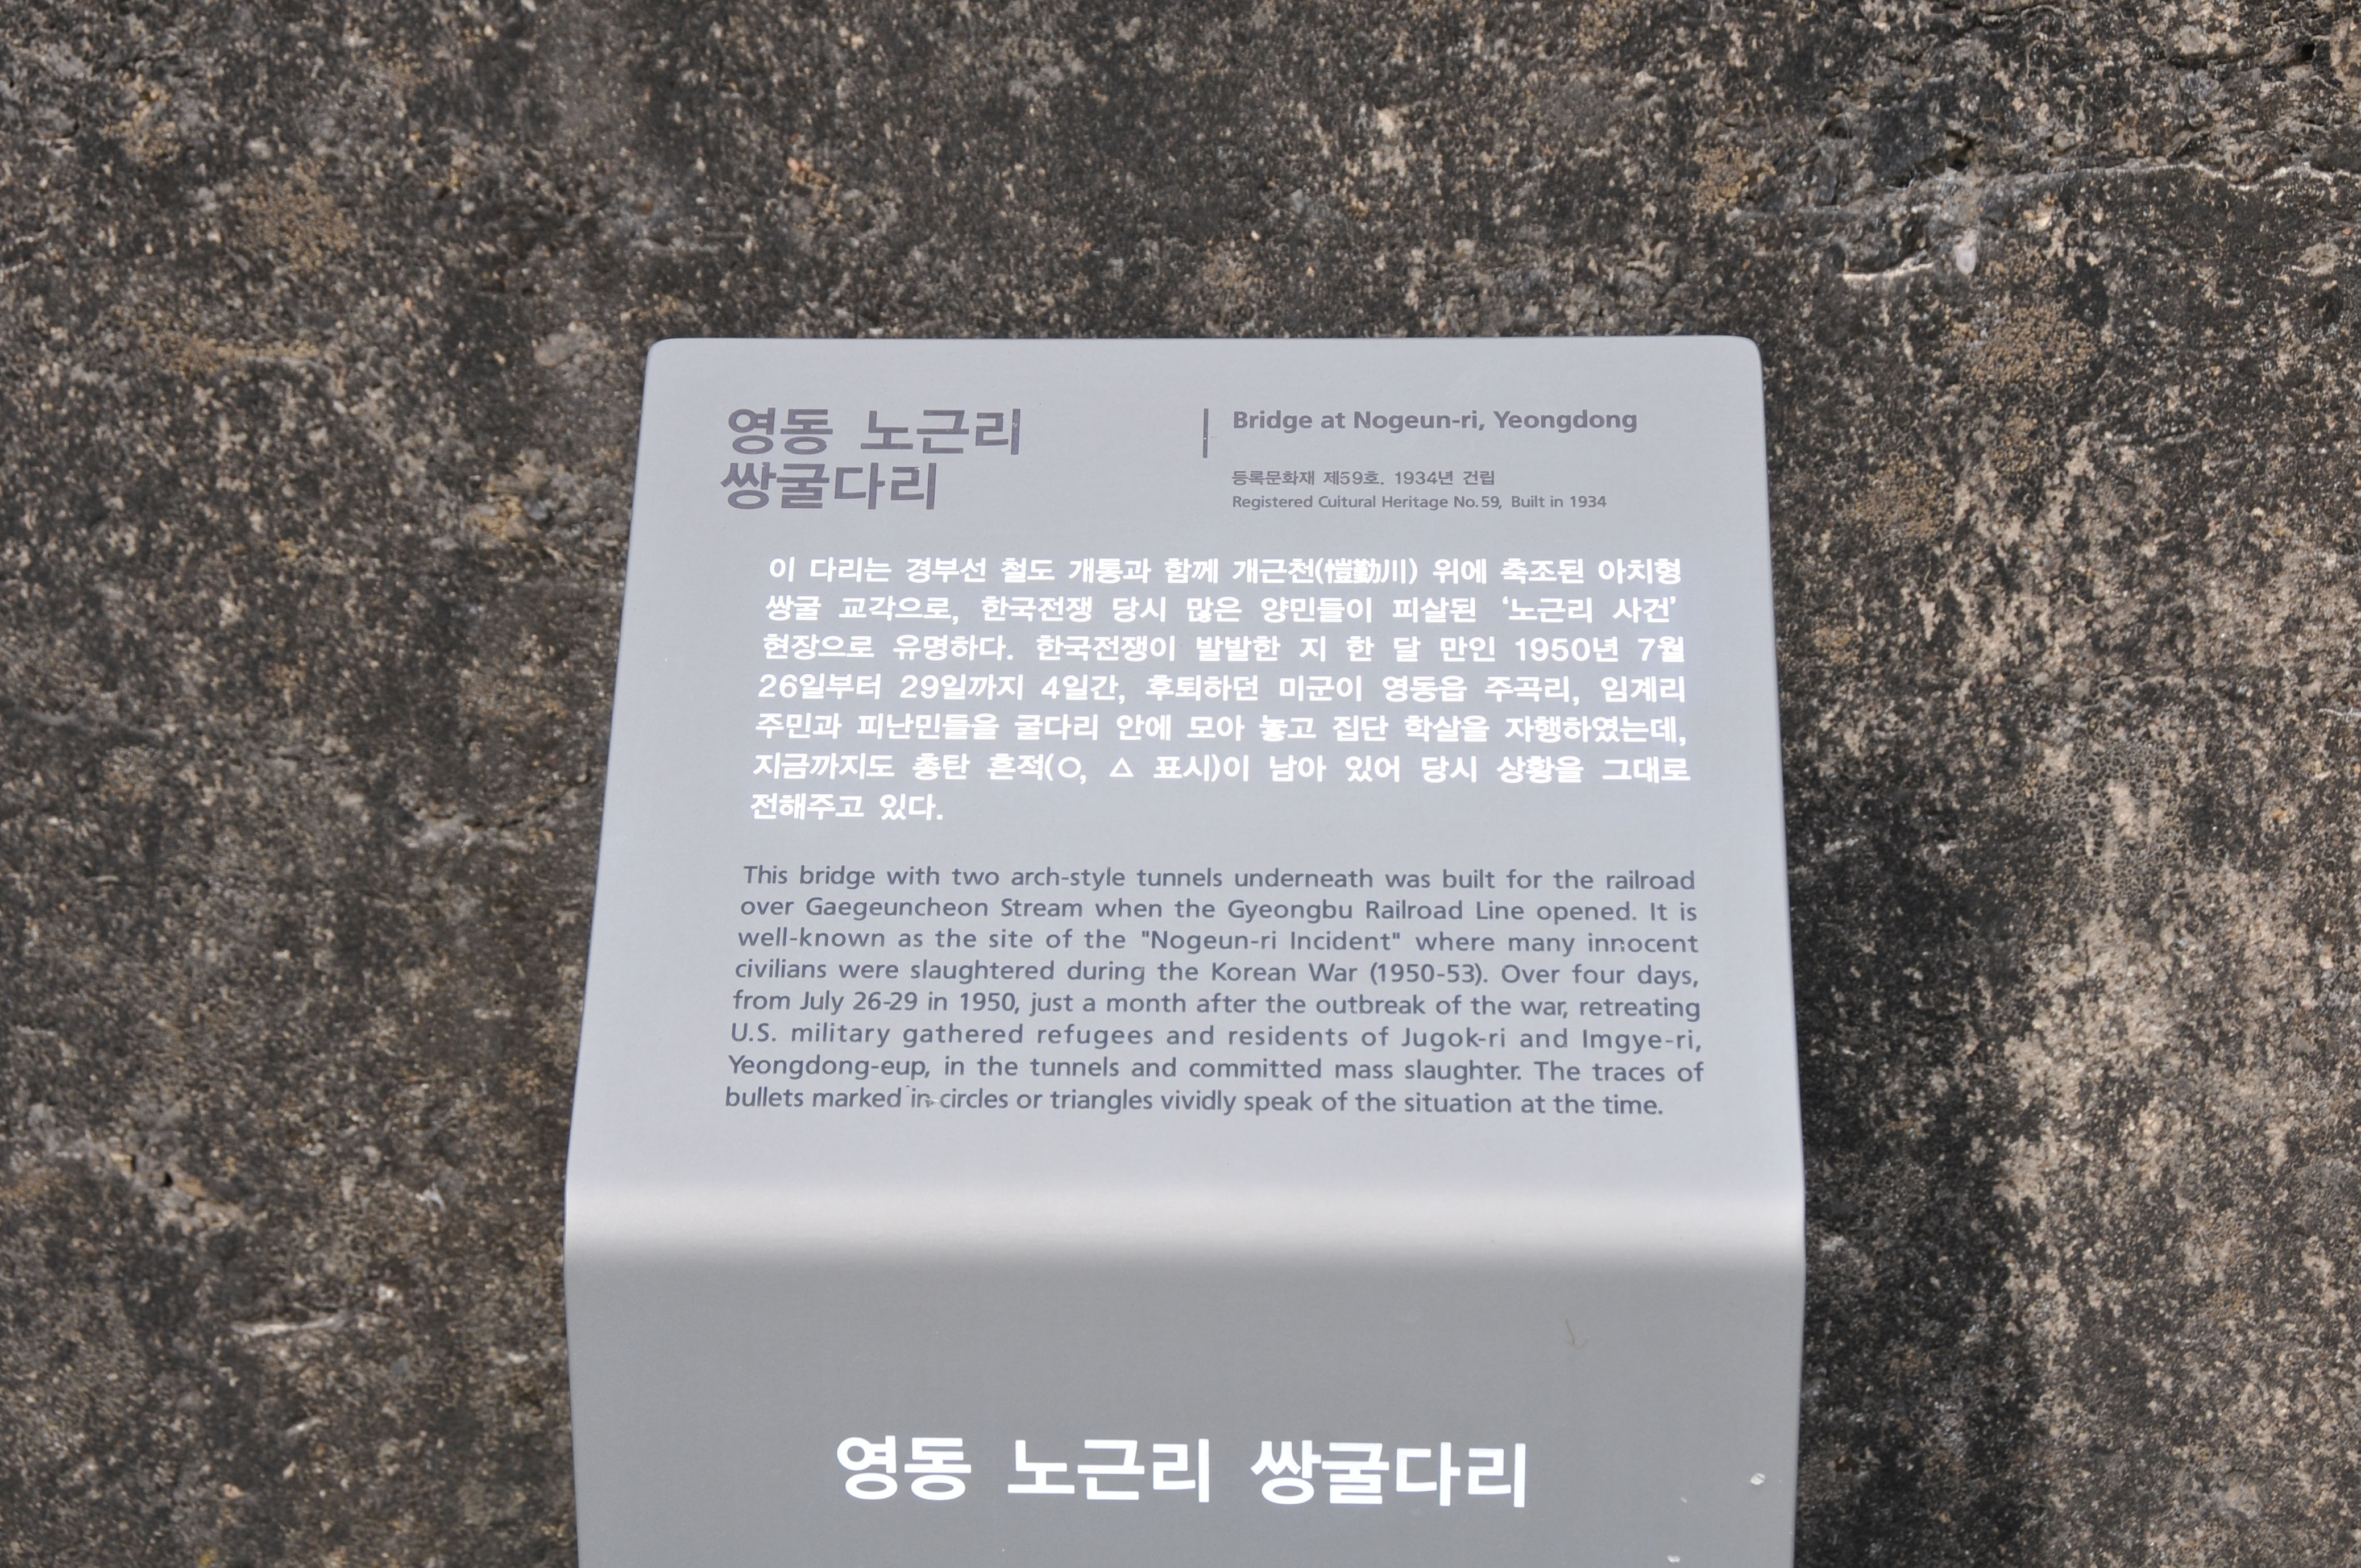 영동 노근리
쌍굴다리
Bridge at Nogeun-ri, Yeongdong
등록문화재 제59호. 1934년 건립
Registered Cultural Heritage No.59, Built in 1934
이 다리는 경부선 철도 개통과 함께 개근천(愷勤川) 위에 축조된 아치형
쌍굴 교각으로, 한국전쟁 당시 많은 양민들이 피살된 ‘노근리 사건’
현장으로 유명하다. 한국전쟁이 발발한 지 한 달 만인 1950년 7월
26일부터 29일까지 4일간, 후퇴하던 미군이 영동읍 주곡리, 임계리
주민과 피난민들을 굴다리 안에 모아 놓고 집단 학살을 자행하였는데,
지금까지도 총탄 흔적(○, △ 표시)이 남아 있어 당시 상황을 그대로
전해주고 있다.
This bridge with two arch-style tunnels underneath was built for the railroad
over Gaegeuncheon Stream when the Gyeongbu Railroad Line opened. It is
well-known as the site of the "Nogeun-ri Incident" where many innocent
civilians were slaughtered during the Korean War (1950-53). Over four days,
from July 26-29 in 1950, just a month after the outbreak of the war, retreating
U.S. military gathered refugees and residents of Jugok-ri and Imgye-ri,
Yeongdong-eup, in the tunnels and committed mass slaughter. The traces of
bullets marked in circles or triangles vividly speak of the situation at the time.
영동 노근리 쌍굴다리